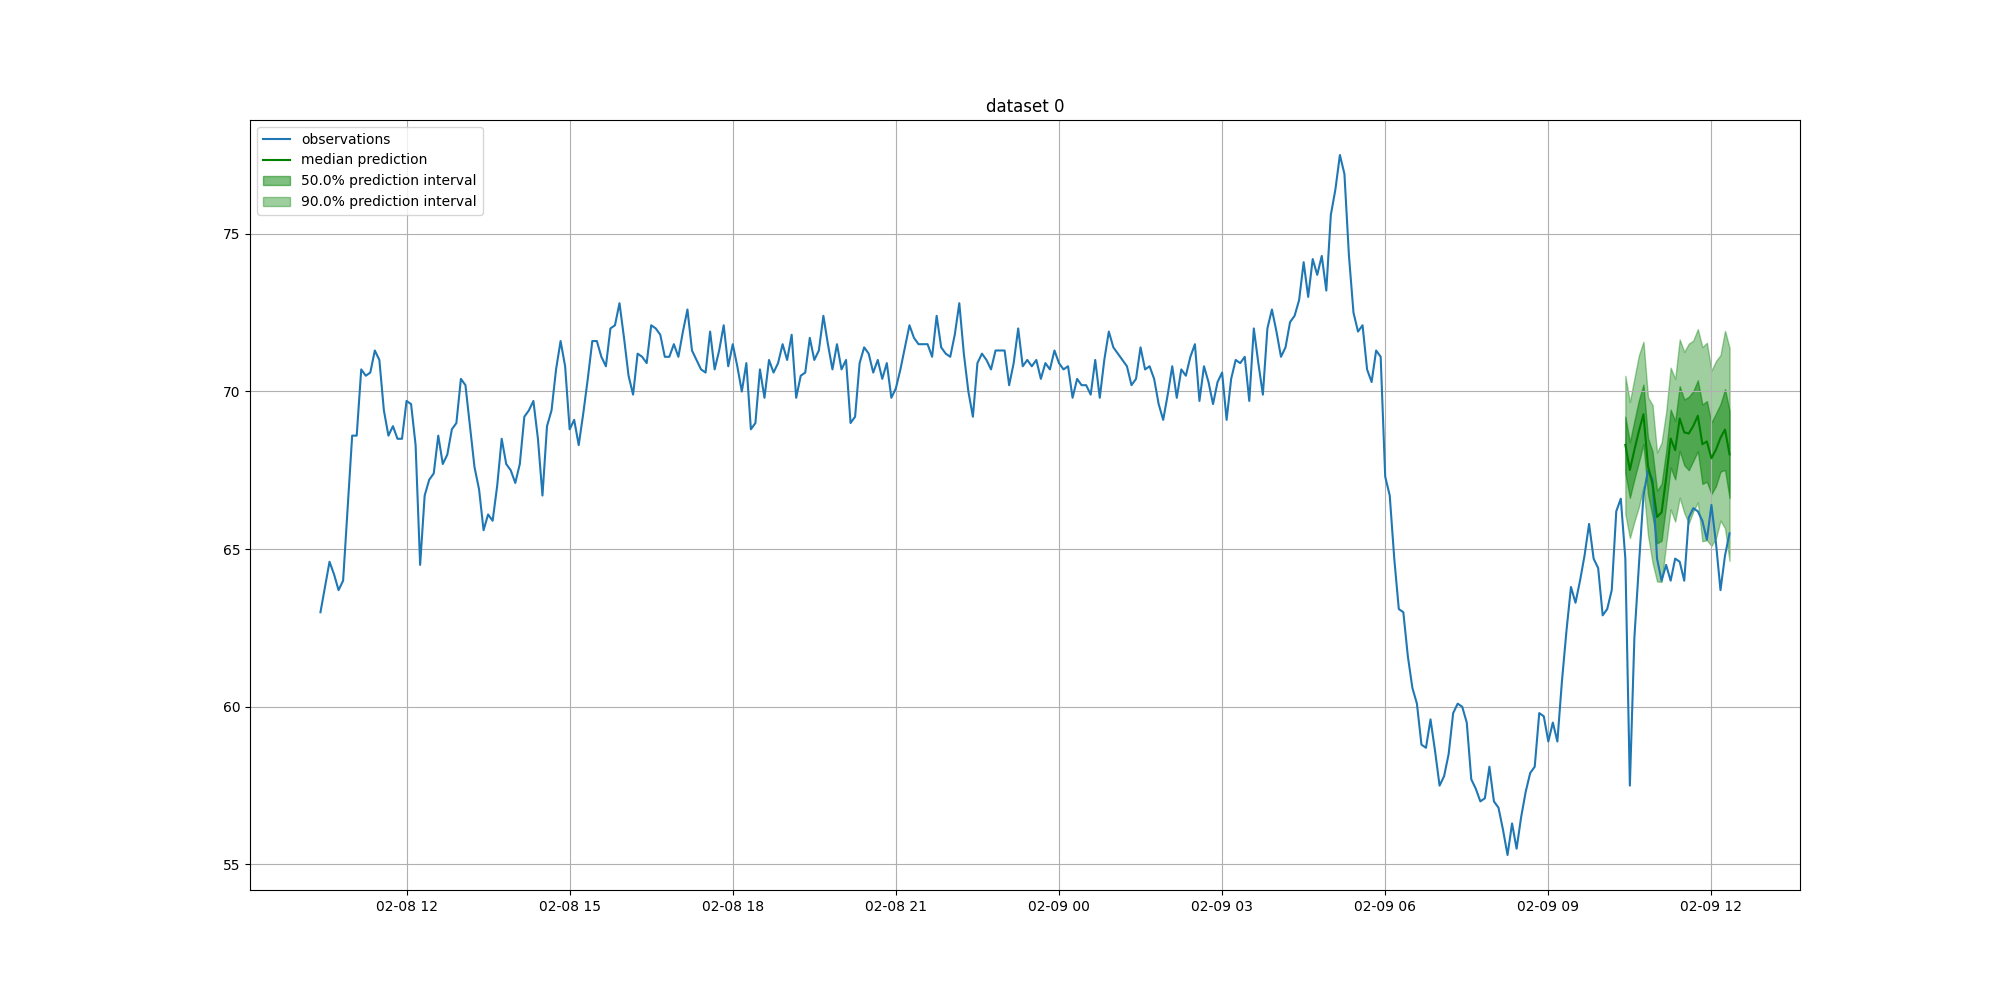 dataset 0
observations
median prediction
50.0% prediction interval
90.0% prediction interval
75
70
65
60
55
02-08 12
02-08 15
02-08 18
02-08 21
02-09 00
02-09 03
02-09 06
02-09 09
02-09 12